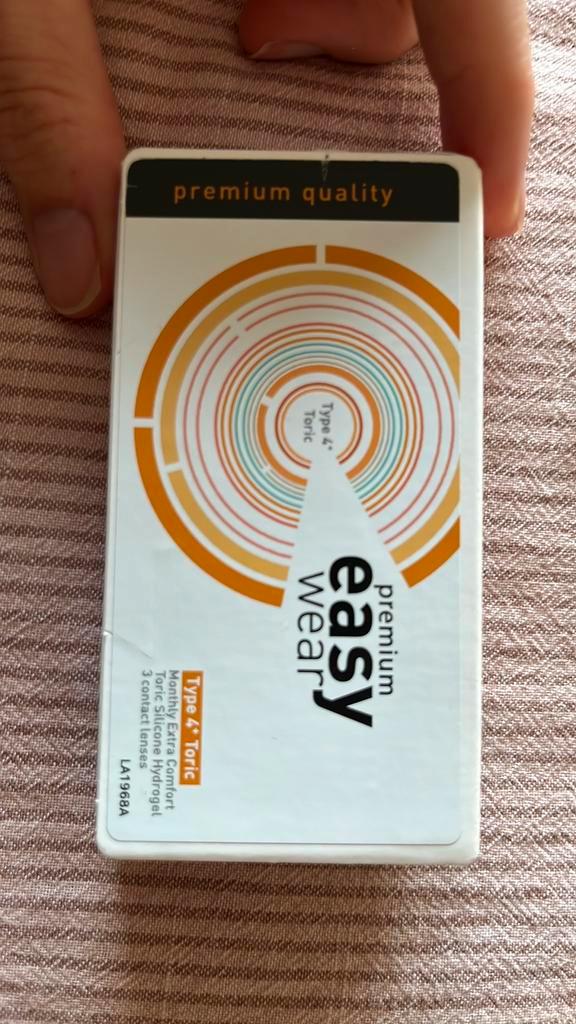 premium quality
Type 4+
Toric
premium
easy
wear
Type 4+ Toric
Monthly Extra Comfort
Toric Silicone Hydrogel
3 contact lenses
LA1968A